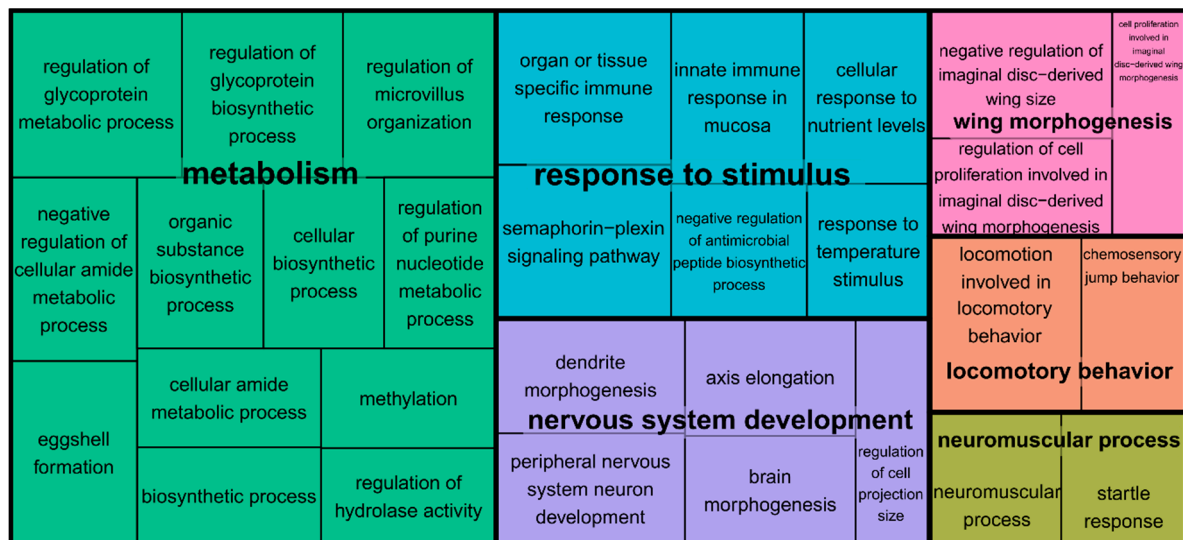 regulation of
glycoprotein
metabolic process
regulation of
glycoprotein
biosynthetic
process
regulation of
microvillus
organization
metabolism
negative
regulation of
cellular amide
metabolic
process
organic
substance
biosynthetic
process
cellular
biosynthetic
process
regulation
of purine
nucleotide
metabolic
process
eggshell
formation
cellular amide
metabolic process
methylation
biosynthetic process
regulation of
hydrolase activity
organ or tissue
specific immune
response
innate immune
response in
mucosa
cellular
response to
nutrient levels
response to stimulus
semaphorin−plexin
signaling pathway
negative regulation
of antimicrobial
peptide biosynthetic
process
response to
temperature
stimulus
dendrite
morphogenesis
axis elongation
nervous system development
peripheral nervous
system neuron
development
brain
morphogenesis
regulation
of cell
projection
size
negative regulation of
imaginal disc−derived
wing size
cell proliferation
involved in
imaginal
disc−derived wing
morphogenesis
wing morphogenesis
regulation of cell
proliferation involved in
imaginal disc−derived
wing morphogenesis
locomotion
involved in
locomotory
behavior
chemosensory
jump behavior
locomotory behavior
neuromuscular process
neuromuscular
process
startle
response